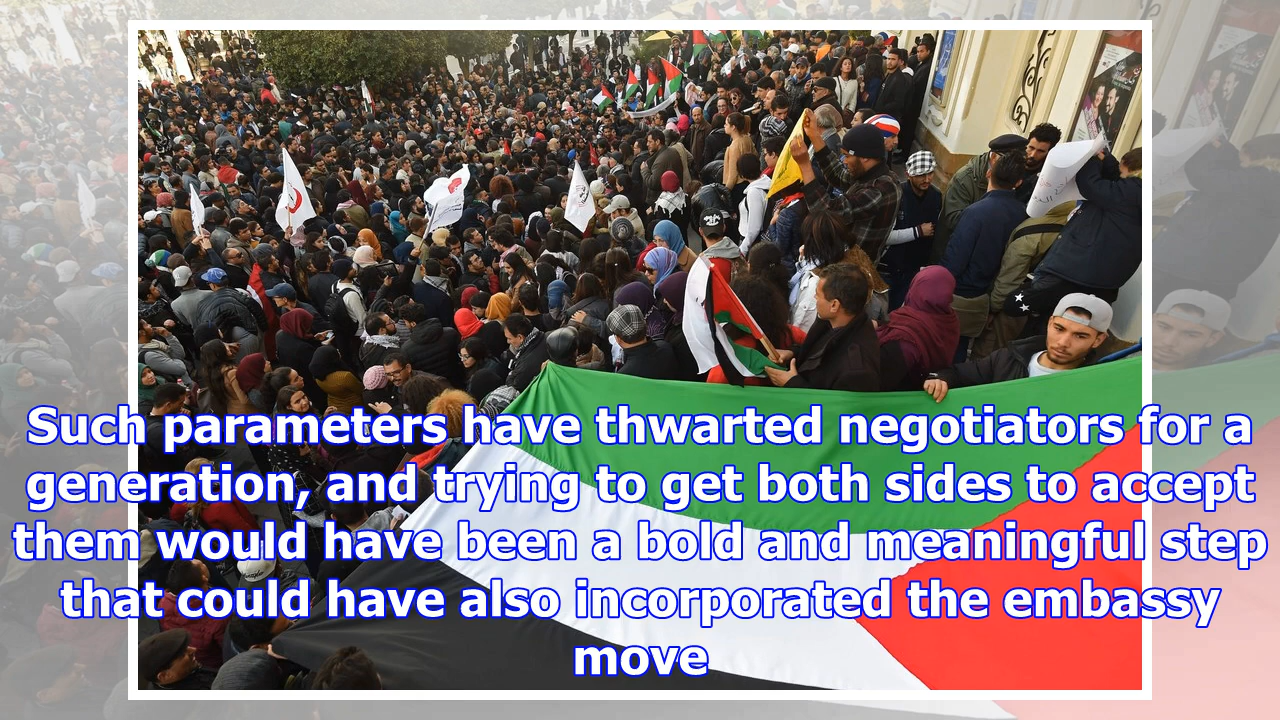 Such parameters have thwarted negotiators for a
generation, and trying to get both sides to accept
them would have been a bold and meaningful step
that could have also incorporated the embassy
move